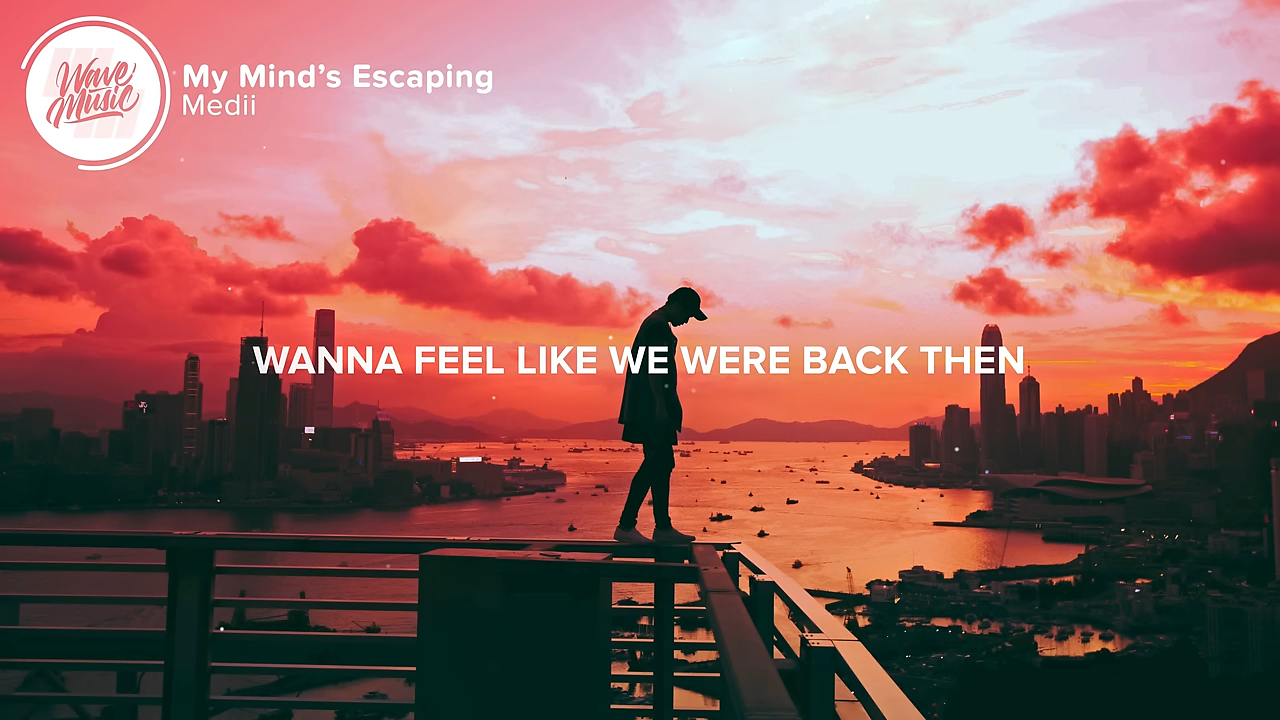 Wave
Music
My Mind's Escaping
Medii
WANNA FEEL LIKE WE WERE BACK THEN